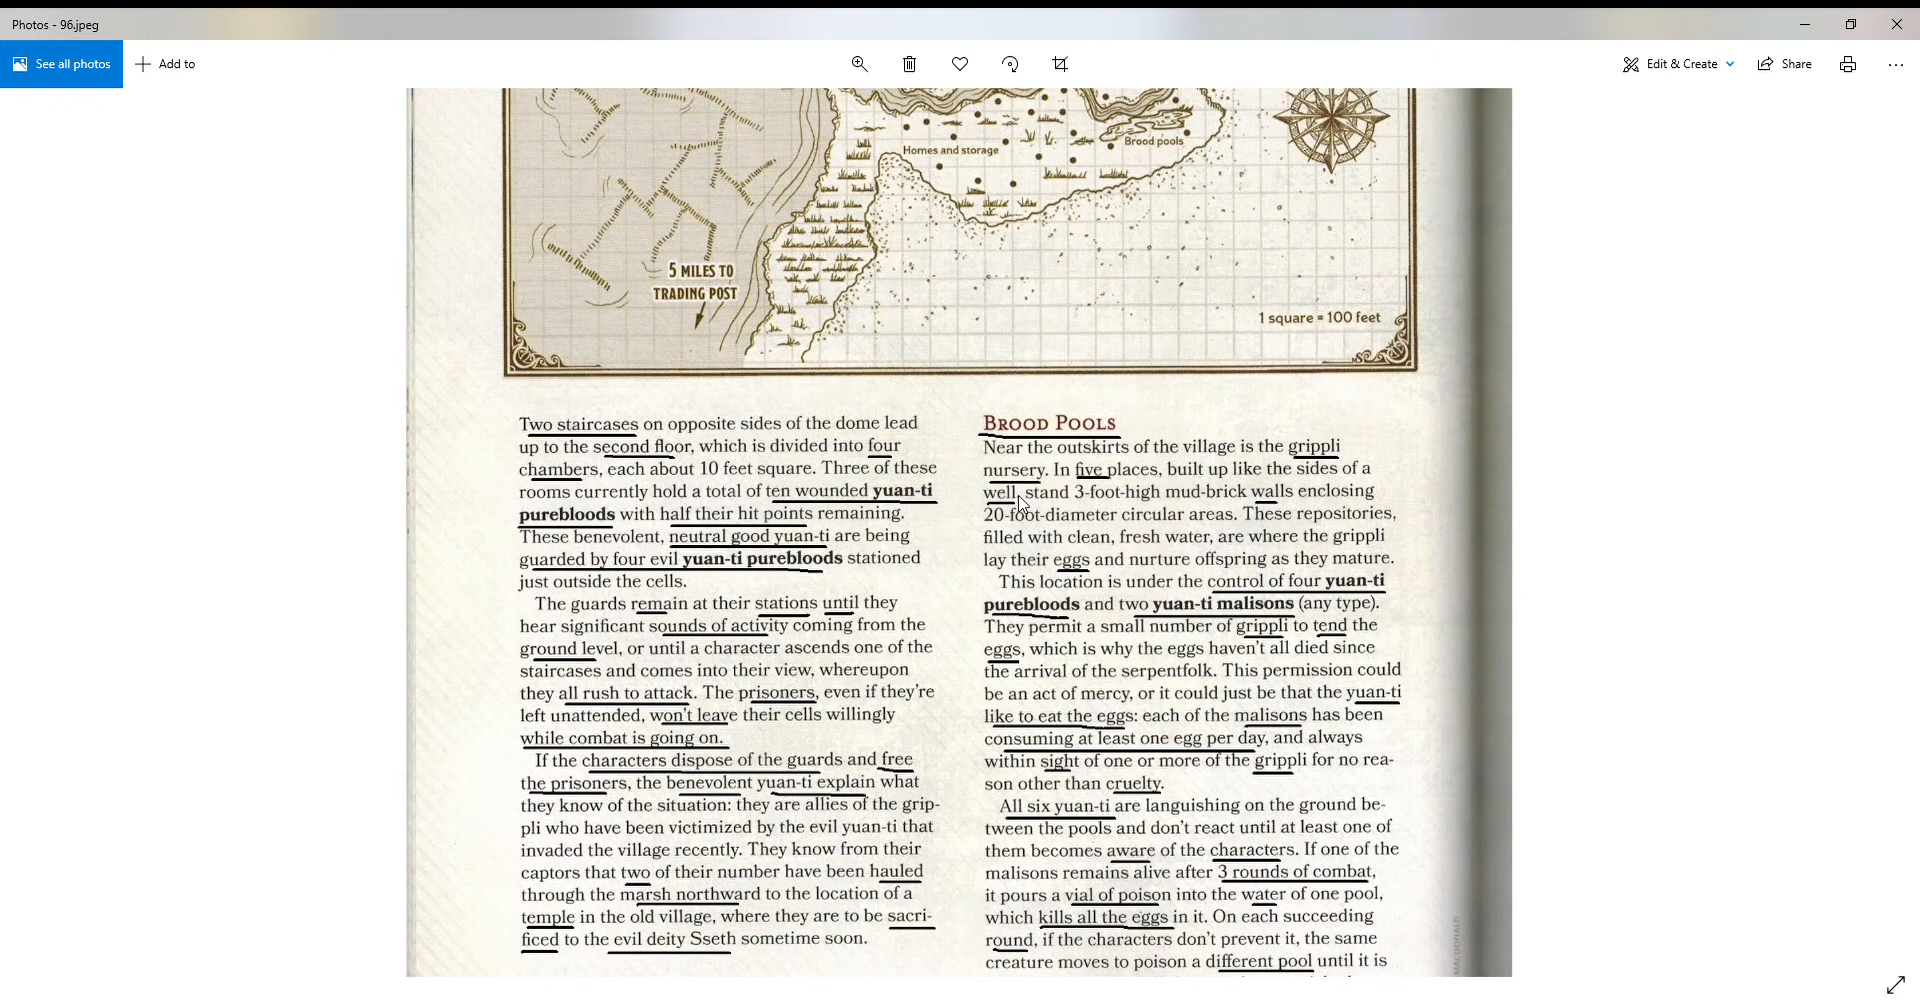 Photos - 96.jpeg
See all photos
Add to
Edit & Create
Share
Homes and storage
Brood pools
5 MILES TO
TRADING POST
1 square = 100 feet
Two staircases on opposite sides of the dome lead
up to the second floor, which is divided into four
chambers, each about 10 feet square. Three of these
rooms currently hold a total of ten wounded yuan-ti
purebloods with half their hit points remaining.
These benevolent, neutral good yuan-ti are being
guarded by four evil yuan-ti purebloods stationed
just outside the cells.
The guards remain at their stations until they
hear significant sounds of activity coming from the
ground level, or until a character ascends one of the
staircases and comes into their view, whereupon
they all rush to attack. The prisoners, even if they're
left unattended, won't leave their cells willingly
while combat is going on.
If the characters dispose of the guards and free
the prisoners, the benevolent yuan-ti explain what
they know of the situation: they are allies of the grip-
pli who have been victimized by the evil yuan-ti that
invaded the village recently. They know from their
captors that two of their number have been hauled
through the marsh northward to the location of a
temple in the old village, where they are to be sacri-
ficed to the evil deity Sseth sometime soon.
BROOD POOLS
Near the outskirts of the village is the grippli
nursery. In five places, built up like the sides of a
well, stand 3-foot-high mud-brick walls enclosing
20-foot-diameter circular areas. These repositories,
filled with clean, fresh water, are where the grippli
lay their eggs and nurture offspring as they mature.
This location is under the control of four yuan-ti
purebloods and two yuan-ti malisons (any type).
They permit a small number of grippli to tend the
eggs, which is why the eggs haven't all died since
the arrival of the serpentfolk. This permission could
be an act of mercy, or it could just be that the yuan-ti
like to eat the eggs: each of the malisons has been
consuming at least one egg per day, and always
within sight of one or more of the grippli for no rea-
son other than cruelty.
All six yuan-ti are languishing on the ground be-
tween the pools and don't react until at least one of
them becomes aware of the characters. If one of the
malisons remains alive after 3 rounds of combat,
it pours a vial of poison into the water of one pool,
which kills all the eggs in it. On each succeeding
round, if the characters don't prevent it, the same
creature moves to poison a different pool until it is
MACDONALD